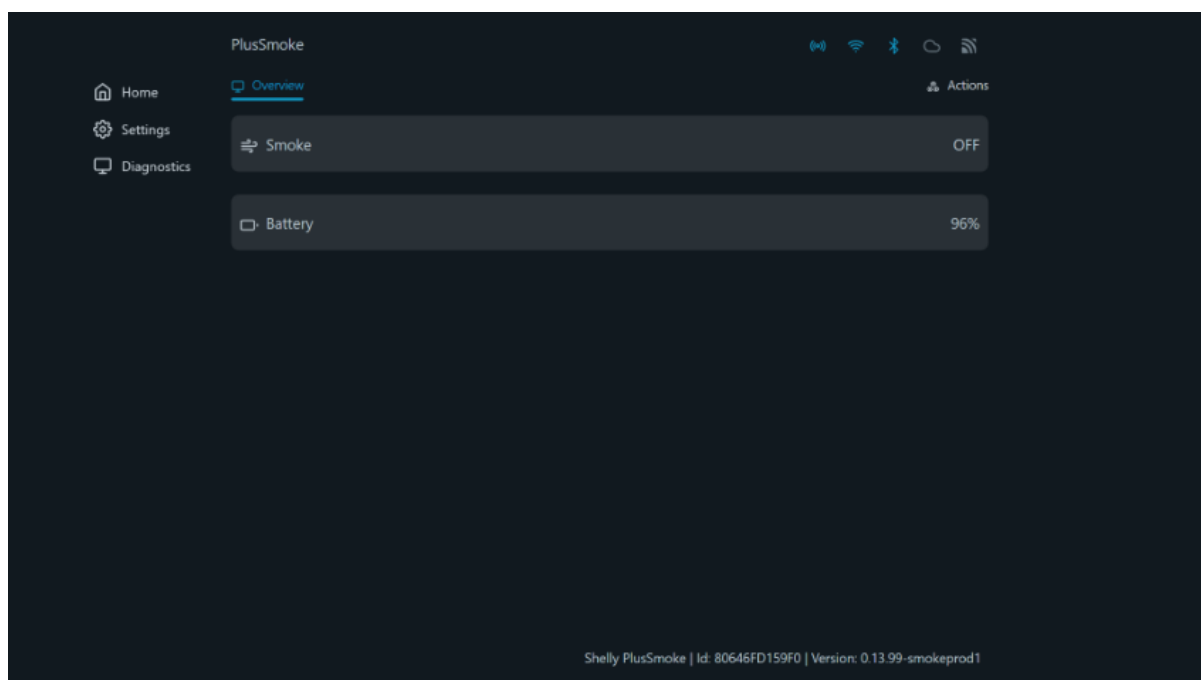 PlusSmoke
Home
Settings
Diagnostics
Overview
Actions
Smoke OFF
Battery 96%
Shelly PlusSmoke | Id: 80646FD159F0 | Version: 0.13.99-smokeprod1